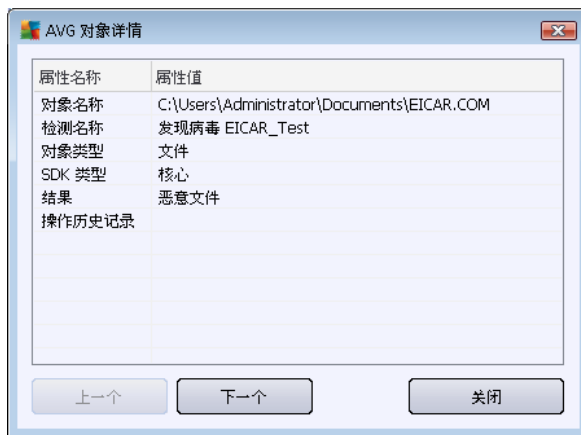 AVG 对象详情
属性名称 属性值
对象名称 C:\Users\Administrator\Documents\EICAR.COM
检测名称 发现病毒 EICAR_Test
对象类型 文件
SDK 类型 核心
结果 恶意文件
操作历史记录
上一个 下一个 关闭